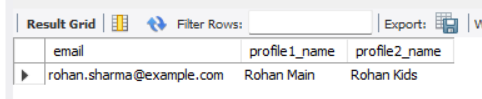 Result Grid Filter Rows: Export: W
email profile1_name profile2_name
rohan.sharma@example.com Rohan Main Rohan Kids